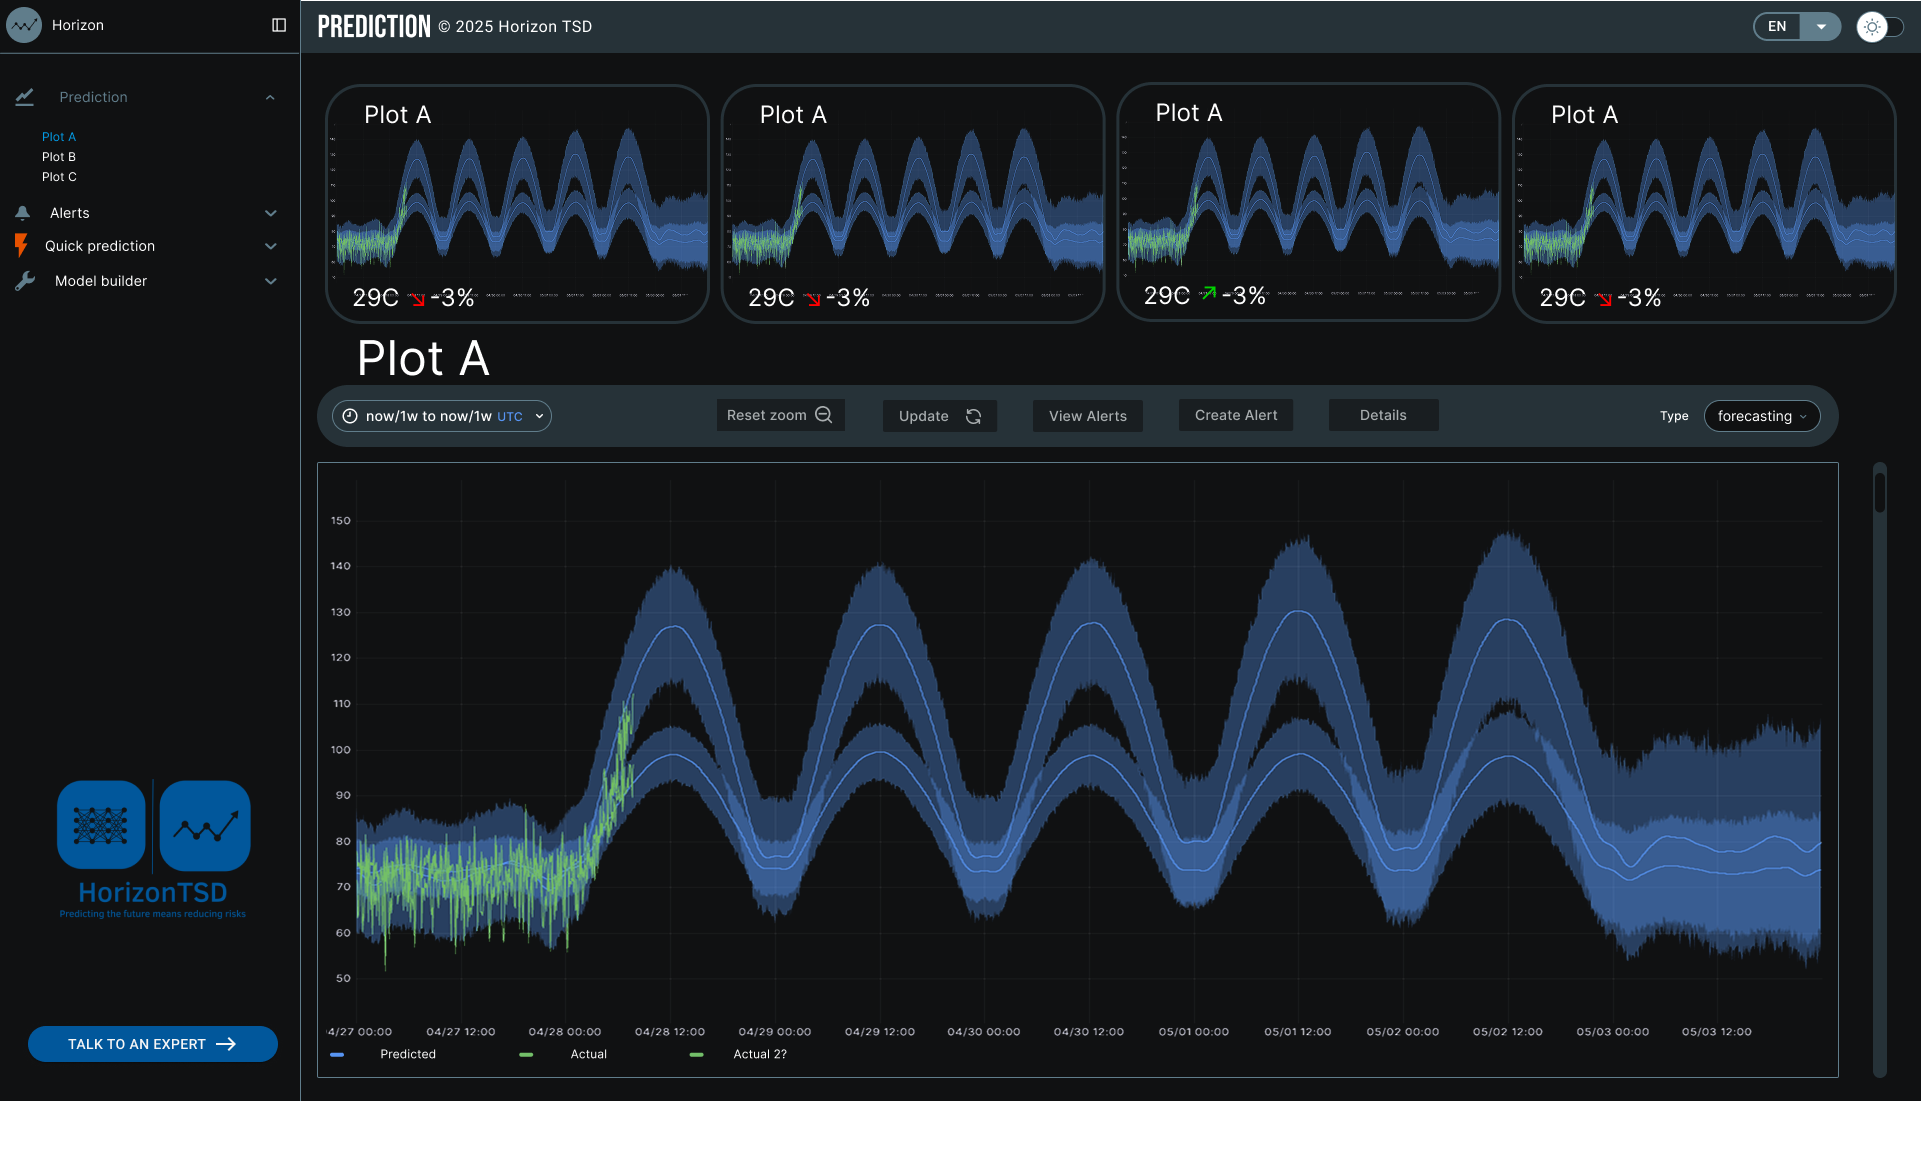 Horizon
PREDICTION © 2025 Horizon TSD
EN
Prediction
Plot A
Plot B
Plot C
Alerts
Quick prediction
Model builder
HorizonTSD
Predicting the future means reducing risks
TALK TO AN EXPERT
Plot A
29C -3%
Plot A
29C -3%
Plot A
29C -3%
Plot A
29C -3%
Plot A
now/1w to now/1w UTC
Reset zoom
Update
View Alerts
Create Alert
Details
Type
forecasting
150
140
130
120
110
100
90
80
70
60
50
4/27 00:00 04/27 12:00 04/28 00:00 04/28 12:00 04/29 00:00 04/29 12:00 04/30 00:00 04/30 12:00 05/01 00:00 05/01 12:00 05/02 00:00 05/02 12:00 05/03 00:00 05/03 12:00
Predicted Actual Actual 2?